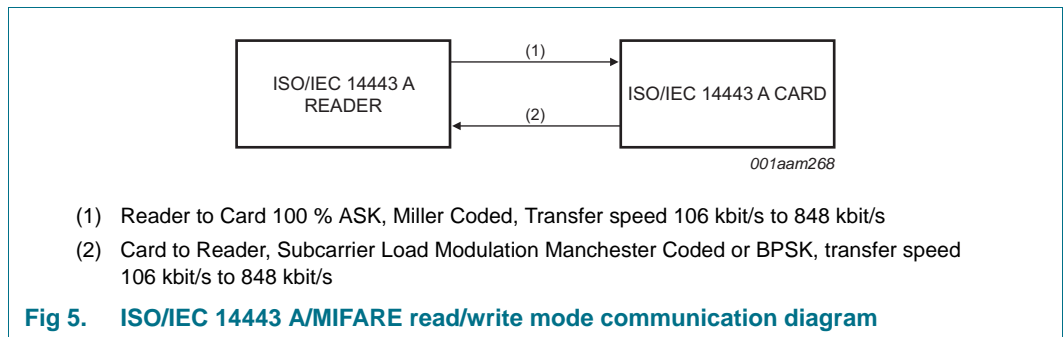 (1)
ISO/IEC 14443 A
READER
ISO/IEC 14443 A CARD
(2)
001aam268
(1) Reader to Card 100 % ASK, Miller Coded, Transfer speed 106 kbit/s to 848 kbit/s
(2) Card to Reader, Subcarrier Load Modulation Manchester Coded or BPSK, transfer speed
106 kbit/s to 848 kbit/s
Fig 5. ISO/IEC 14443 A/MIFARE read/write mode communication diagram